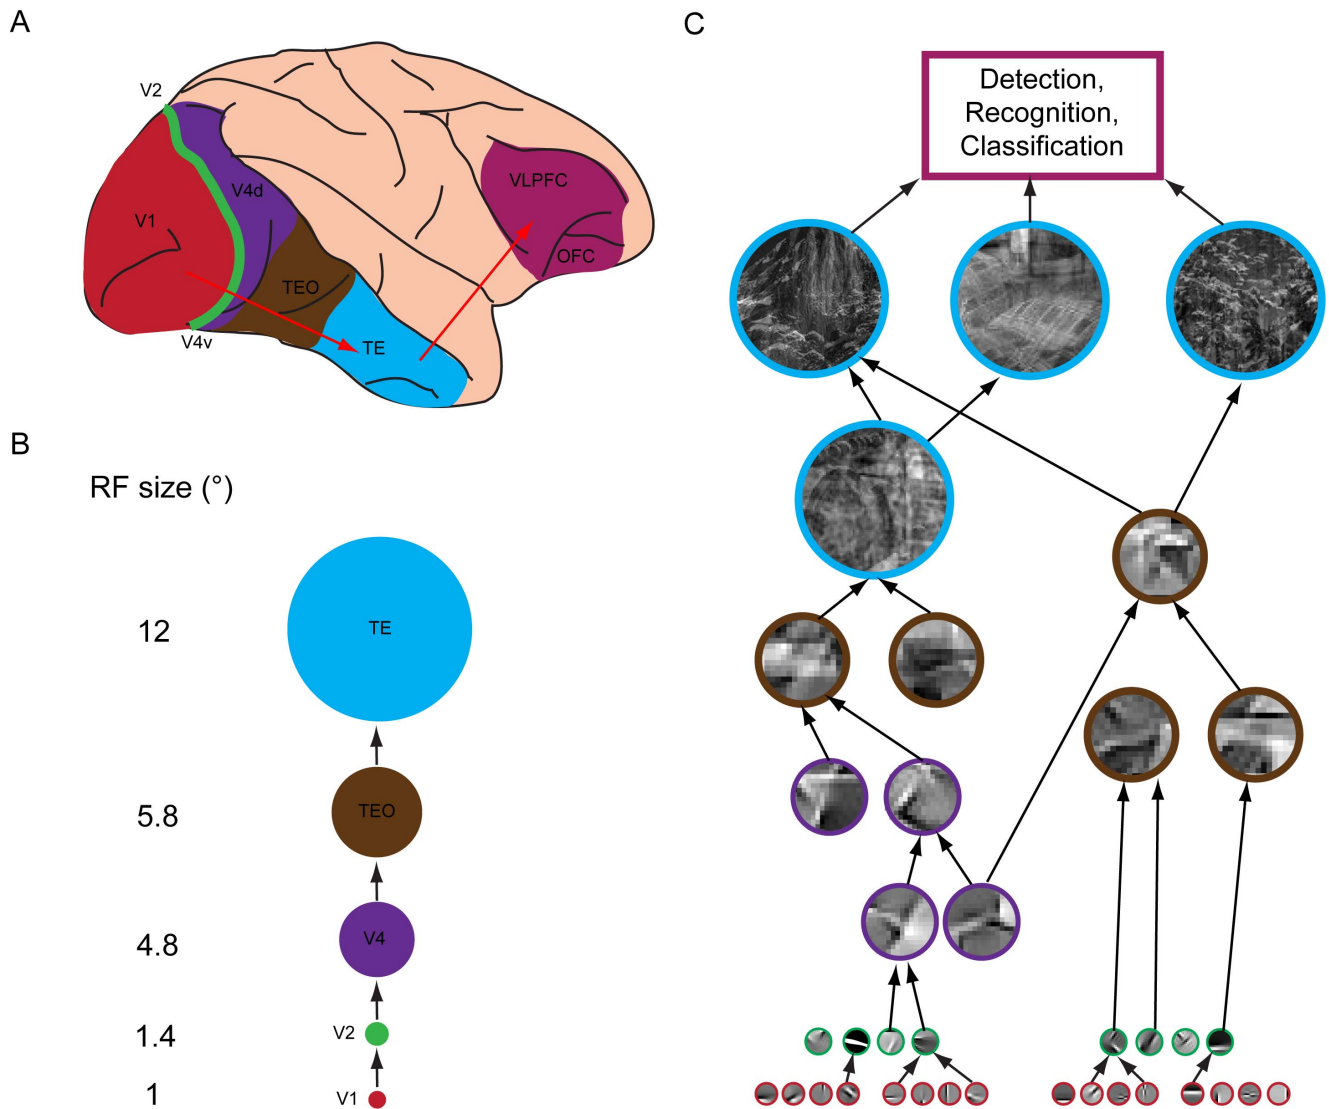 A
V2
V4d
V1
TEO
V4v
TE
VLPFC
OFC
B
RF size (°)
12
TE
5.8
TEO
4.8
V4
1.4
V2
1
V1
C
Detection,
Recognition,
Classification